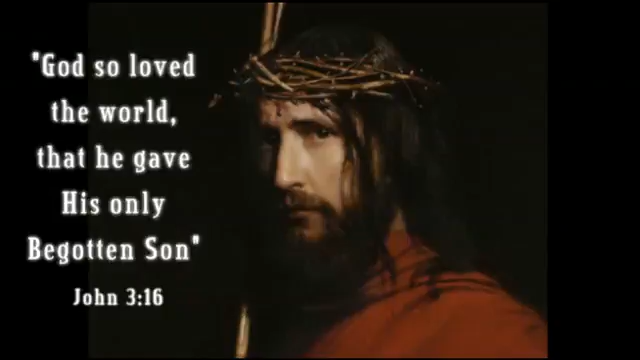 "God so loved
the world,
that he gave
His only
Begotten Son"
John 3:16